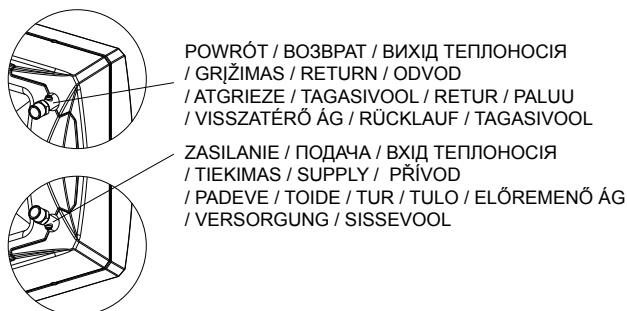 POWRÓT / ВОЗВРАТ / ВИХІД ТЕПЛОНОСІЯ
/ GRĮŽIMAS / RETURN / ODVOD
/ ATGRIEZE / TAGASIVOOL / RETUR / PALUU
/ VISSZATÉRŐ ÁG / RÜCKLAUF / TAGASIVOOL
ZASILANIE / ПОДАЧА / ВХІД ТЕПЛОНОСІЯ
/ TIEKIMAS / SUPPLY / PŘÍVOD
/ PADEVE / TOIDE / TUR / TULO / ELŐREMENŐ ÁG
/ VERSORGUNG / SISSEVOOL